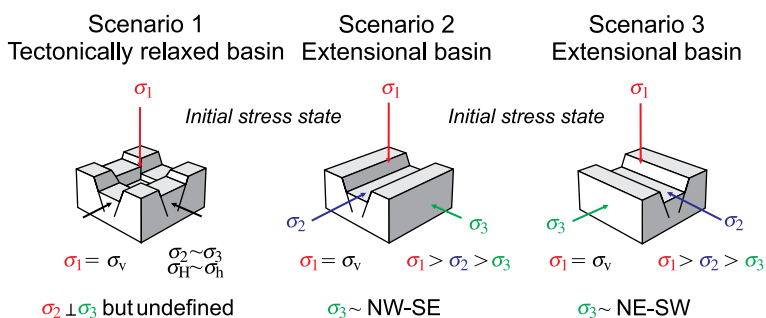 Scenario 1
Tectonically relaxed basin
Scenario 2
Extensional basin
Scenario 3
Extensional basin
σ1
Initial stress state
σ1
Initial stress state
σ1
σ2
σ3
σ3
σ2
σ1 = σv
σ2~σ3
σH~σh
σ1 = σv
σ1 > σ2 > σ3
σ1 = σv
σ1 > σ2 > σ3
σ2 ⊥ σ3 but undefined
σ3 ~ NW-SE
σ3 ~ NE-SW